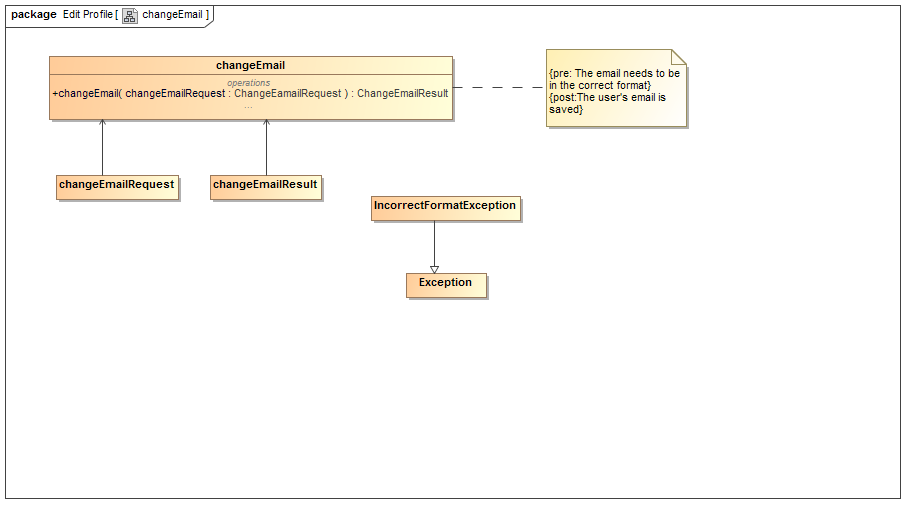 package Edit Profile [ changeEmail ]
changeEmail
operations
+changeEmail( changeEmailRequest : ChangeEamailRequest ) : ChangeEmailResult
...
{pre: The email needs to be
in the correct format}
{post:The user's email is
saved}
changeEmailRequest
changeEmailResult
IncorrectFormatException
Exception